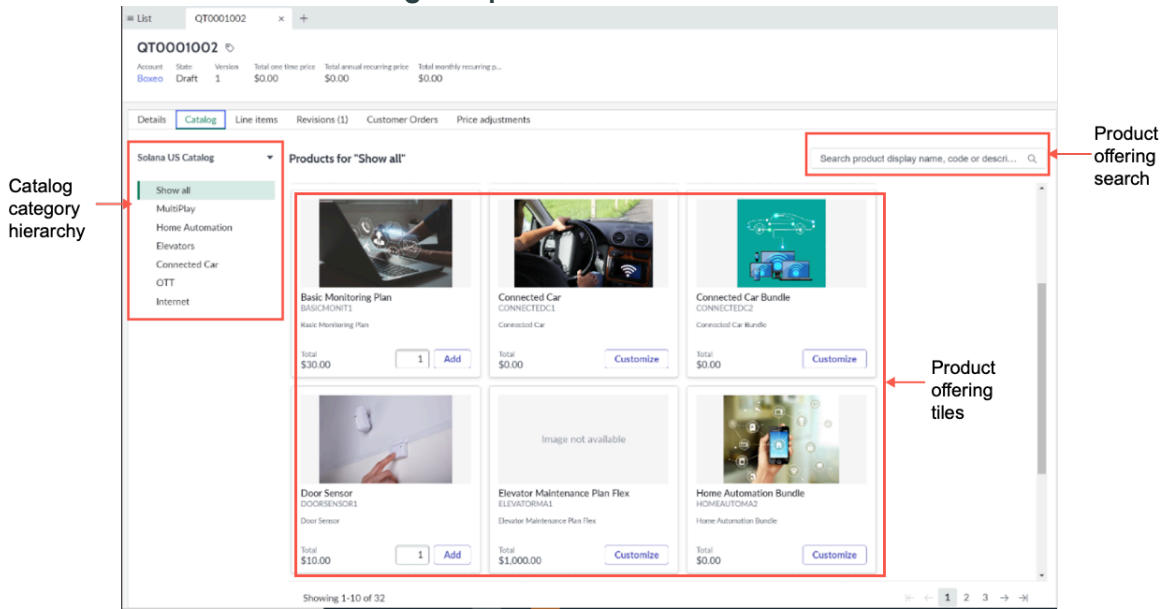 List
QT0001002
QT0001002
Account State Version Total one time price Total annual recurring price Total monthly recurring p...
Boxeo Draft 1 $0.00 $0.00 $0.00
Details Catalog Line items Revisions (1) Customer Orders Price adjustments
Product
offering
search
Catalog
category
hierarchy
Solana US Catalog
Show all
MultiPlay
Home Automation
Elevators
Connected Car
OTT
Internet
Products for "Show all"
Search product display name, code or descri...
Basic Monitoring Plan
BASICMONIT1
Basic Monitoring Plan
Total
$30.00 1 Add
Connected Car
CONNECTEDC1
Connected Car
Total
$0.00 Customize
Connected Car Bundle
CONNECTEDC2
Connected Car Bundle
Total
$0.00 Customize
Product
offering
tiles
Door Sensor
DOORSENSOR1
Door Sensor
Total
$10.00 1 Add
Image not available
Elevator Maintenance Plan Flex
ELEVATORMA1
Elevator Maintenance Plan Flex
Total
$1,000.00 Customize
Home Automation Bundle
HOMEAUTOMA2
Home Automation Bundle
Total
$0.00 Customize
Showing 1-10 of 32
1 2 3